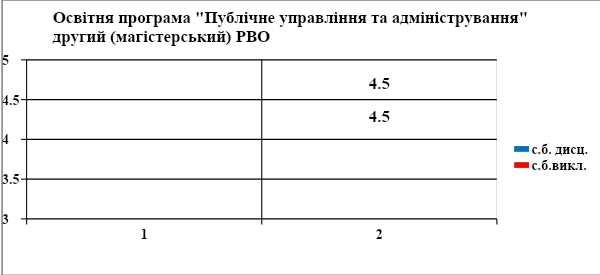 Освітня програма "Публічне управління та адміністрування"
другий (магістерський) РВО
5
4.5
4.5
4.5
4
3.5
3
1
2
с.б. дисц.
с.б.викл.